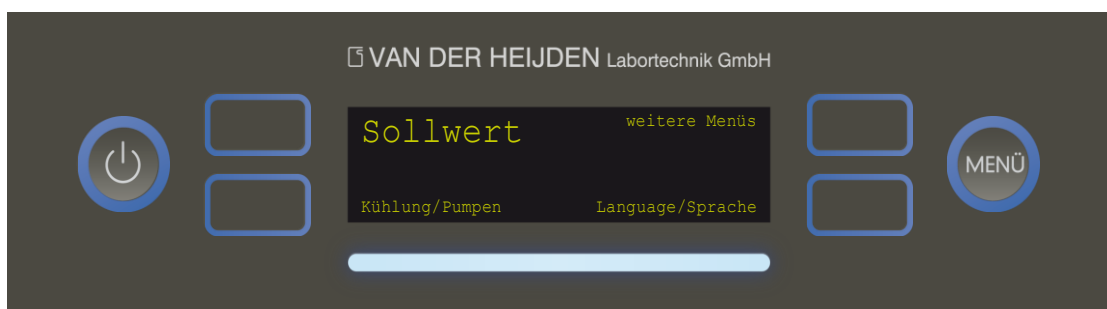 VAN DER HEIJDEN Labortechnik GmbH
Sollwert
weitere Menüs
MENÜ
Kühlung/Pumpen
Language/Sprache